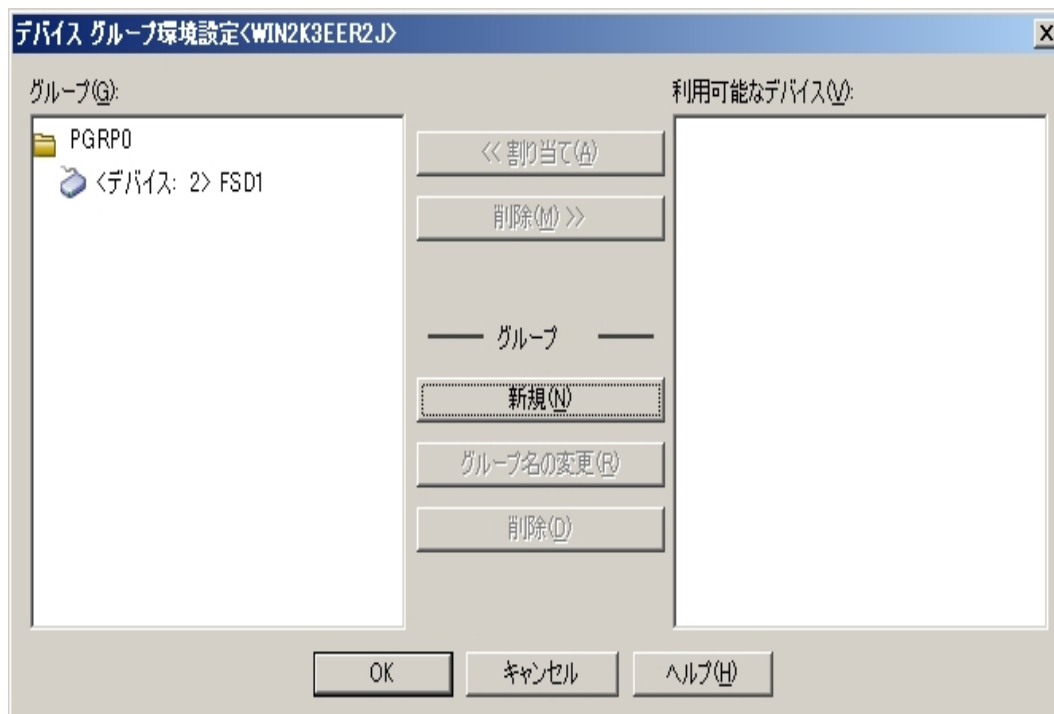 デバイス グループ環境設定<WIN2K3EER2J>
グループ(G):
利用可能なデバイス(V):
PGRP0
<デバイス: 2> FSD1
<< 割り当て(A)
削除(M) >>
グループ
新規(N)
グループ名の変更(R)
削除(D)
OK
キャンセル
ヘルプ(H)